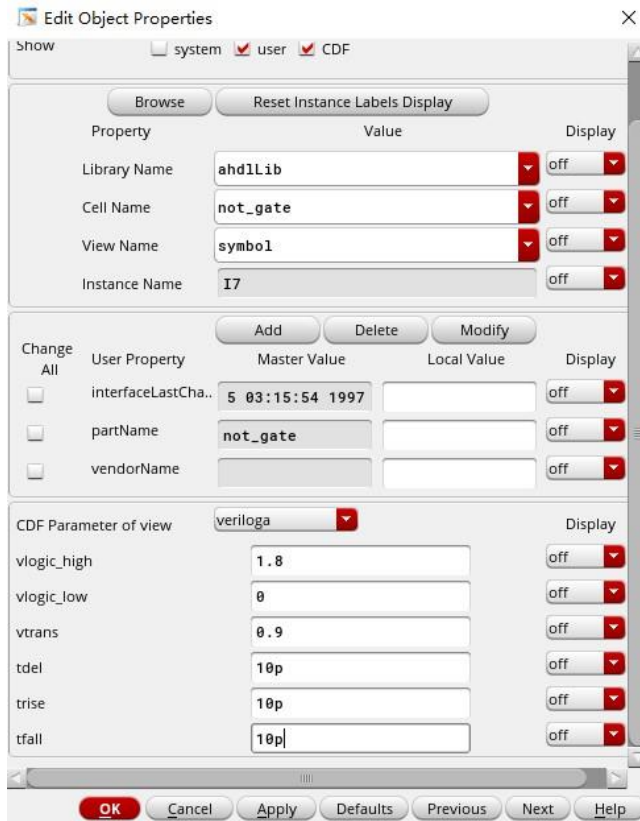 Edit Object Properties
Show system user CDF
Browse Reset Instance Labels Display
Property Value Display
Library Name ahdlLib off
Cell Name not_gate off
View Name symbol off
Instance Name I7 off
Add Delete Modify
Change All User Property Master Value Local Value Display
interfaceLastCha.. 5 03:15:54 1997 off
partName not_gate off
vendorName off
CDF Parameter of view veriloga Display
vlogic_high 1.8 off
vlogic_low 0 off
vtrans 0.9 off
tdel 10p off
trise 10p off
tfall 10p off
OK Cancel Apply Defaults Previous Next Help